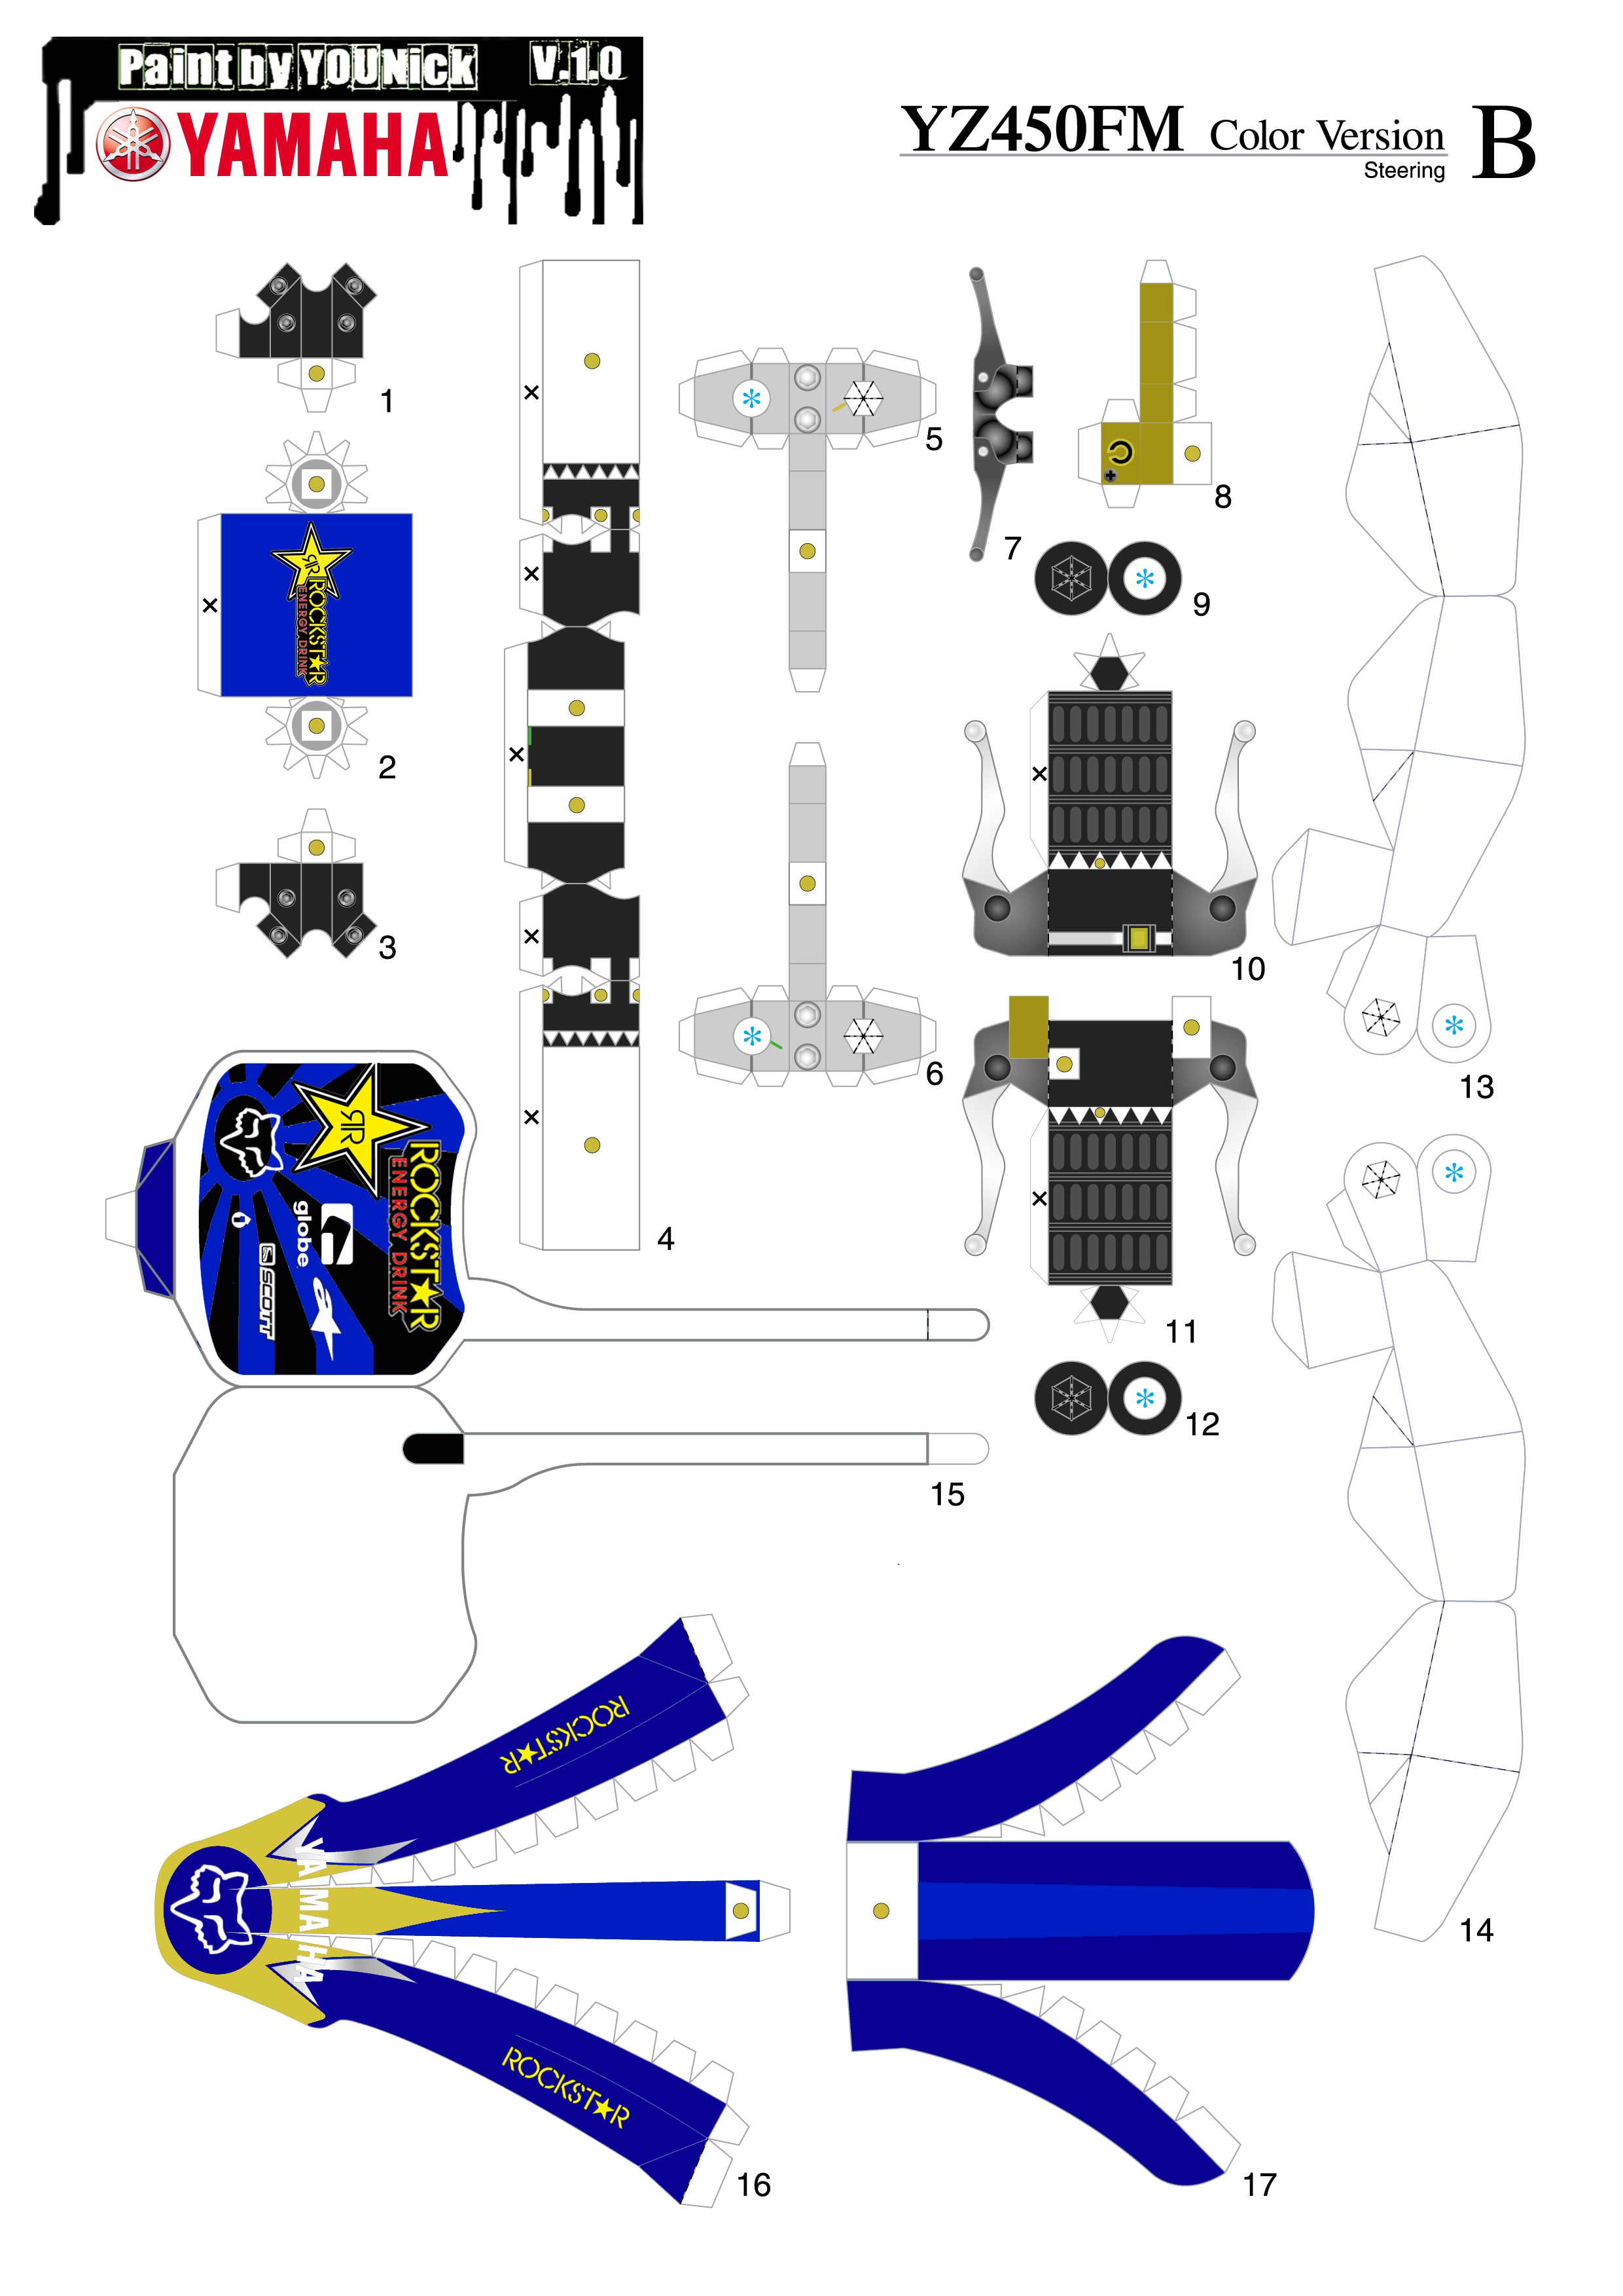 Paint by YOUNick V.1.0
YAMAHA
YZ450FM Color Version B
Steering
1
2
3
4
5
6
7
8
9
10
11
12
13
14
15
16
17
ROCKSTAR
ENERGY DRINK
ROCKSTAR
ENERGY DRINK
globe
SCOTT
ROCKSTAR
YAMAHA
ROCKSTAR